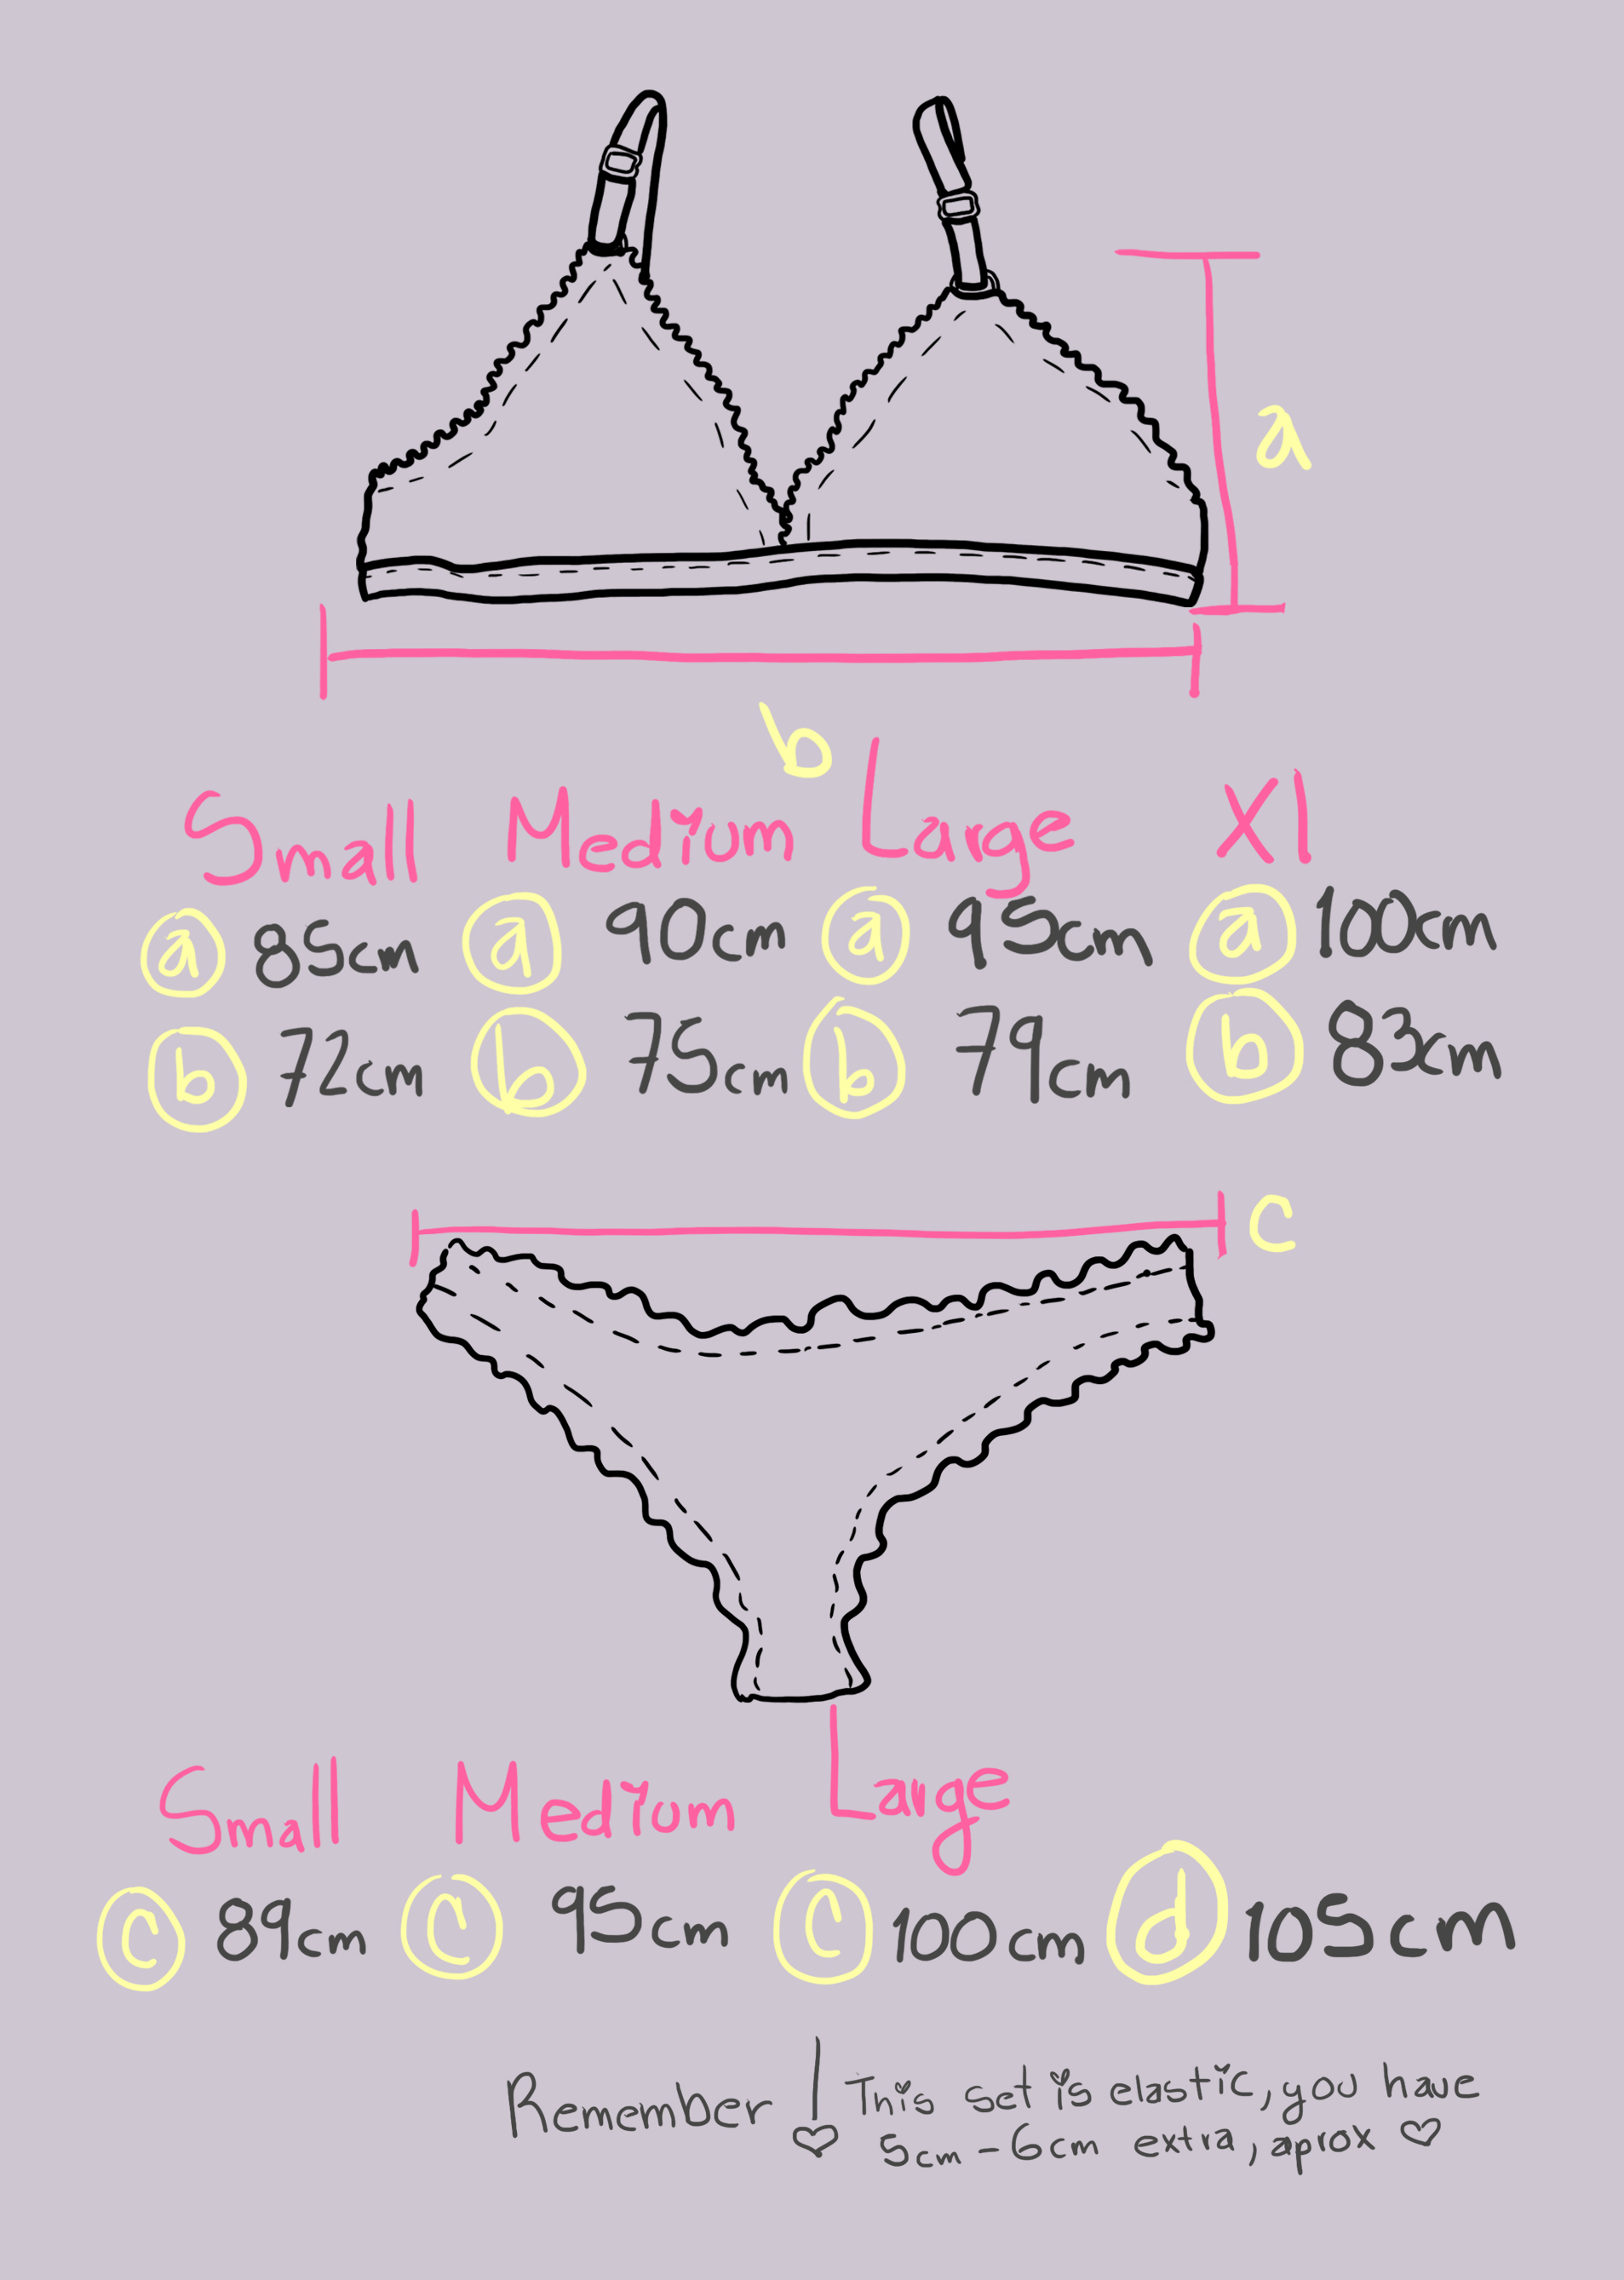 a
b
Small Medium Large Xl
a 85cm a 90cm a 95cm a 100cm
b 72cm b 75cm b 79cm b 83cm
c
Small Medium Large
c 89cm c 95cm c 100cm d 105cm
Remember! This set is elastic, you have
5cm - 6cm extra, aprox ♡